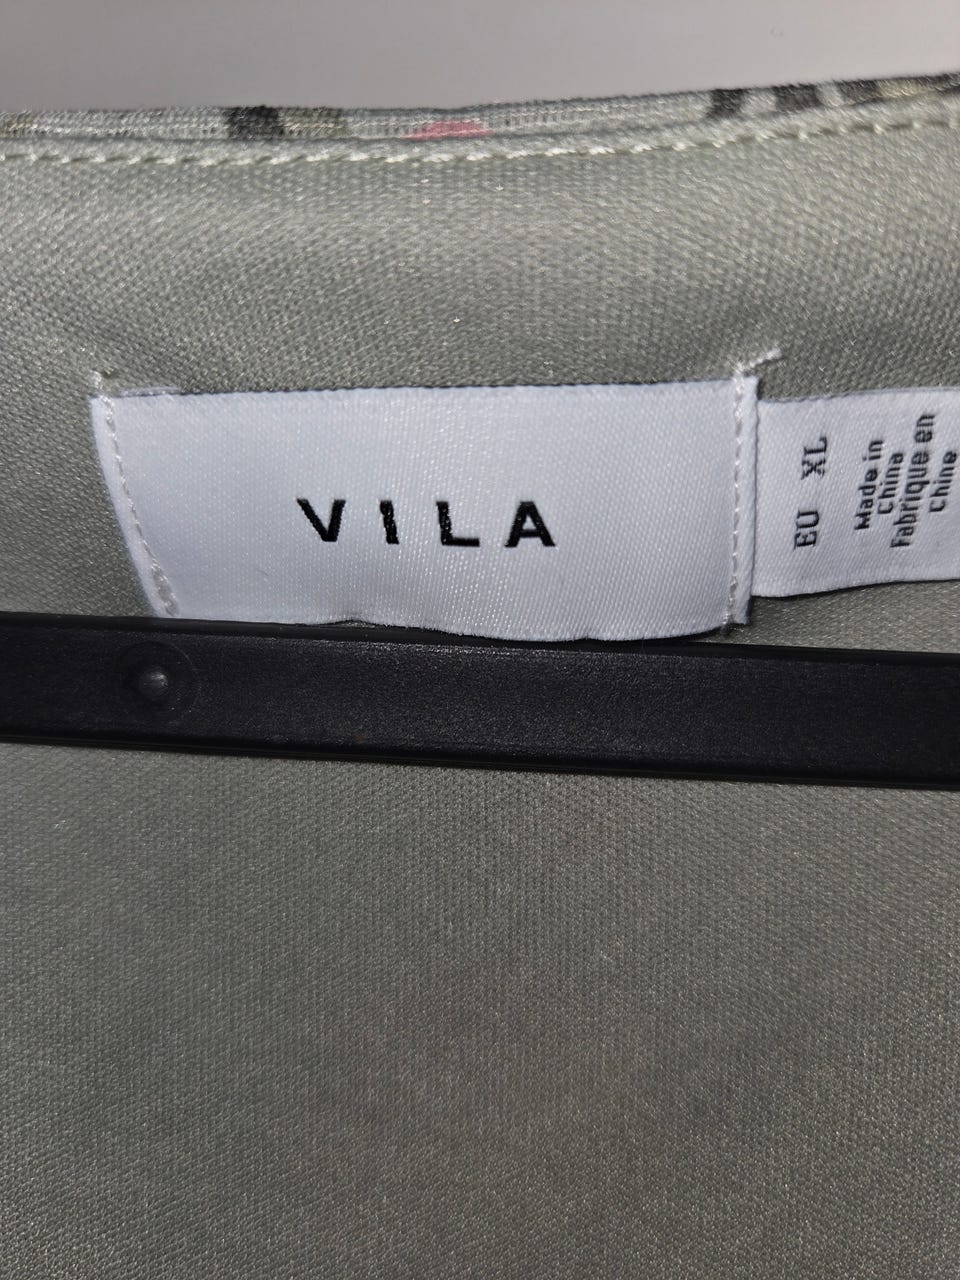 VILA
EU XL
Made in
China
Fabriqué en
Chine